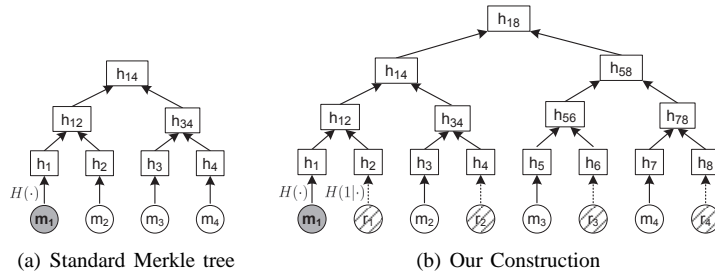 h18
h14 h14 h58
h12 h34 h12 h34 h56 h78
h1 h2 h3 h4 h1 h2 h3 h4 h5 h6 h7 h8
H(·) H(·) H(1|·)
m1 m2 m3 m4 m1 r1 m2 r2 m3 r3 m4 r4
(a) Standard Merkle tree (b) Our Construction